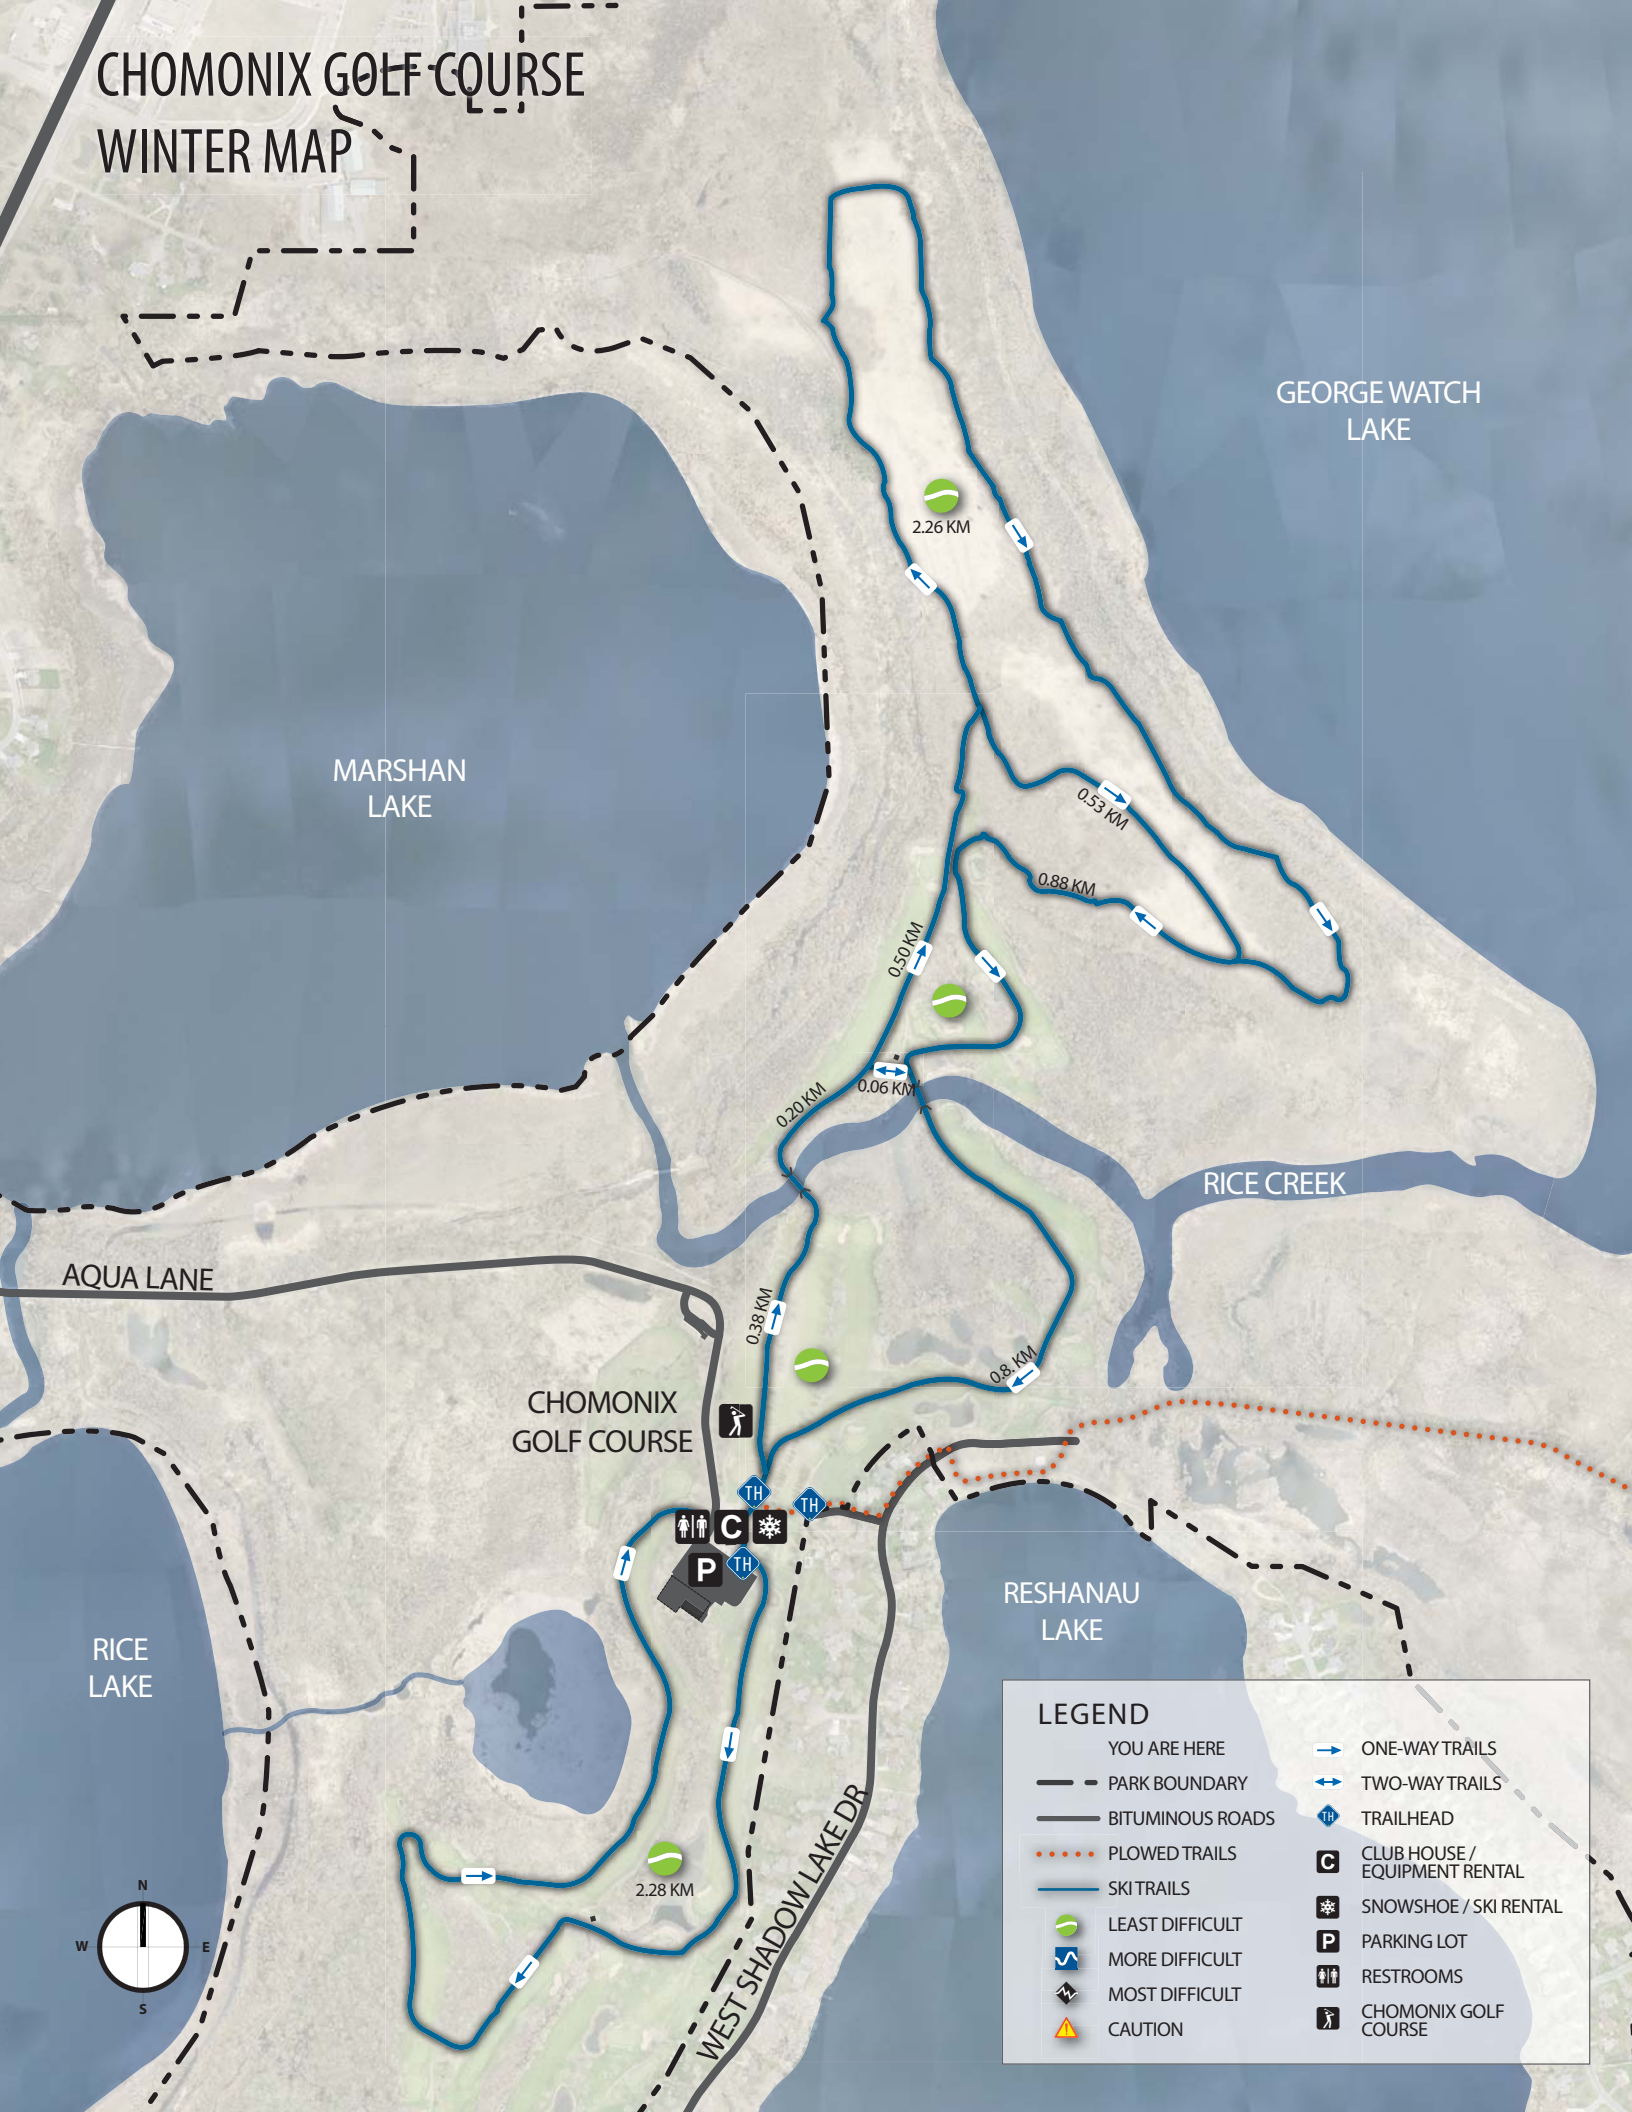 CHOMONIX GOLF COURSE
WINTER MAP
GEORGE WATCH
LAKE
2.26 KM
MARSHAN
LAKE
0.53 KM
0.88 KM
0.50 KM
0.06 KM
0.20 KM
RICE CREEK
AQUA LANE
0.38 KM
0.8. KM
CHOMONIX
GOLF COURSE
TH
TH
C
P
TH
RESHANAU
LAKE
RICE
LAKE
2.28 KM
WEST SHADOW LAKE DR
N
W
E
S
LEGEND
YOU ARE HERE
PARK BOUNDARY
BITUMINOUS ROADS
PLOWED TRAILS
SKI TRAILS
LEAST DIFFICULT
MORE DIFFICULT
MOST DIFFICULT
! CAUTION
ONE-WAY TRAILS
TWO-WAY TRAILS
TH TRAILHEAD
C CLUB HOUSE /
EQUIPMENT RENTAL
SNOWSHOE / SKI RENTAL
P PARKING LOT
RESTROOMS
CHOMONIX GOLF
COURSE